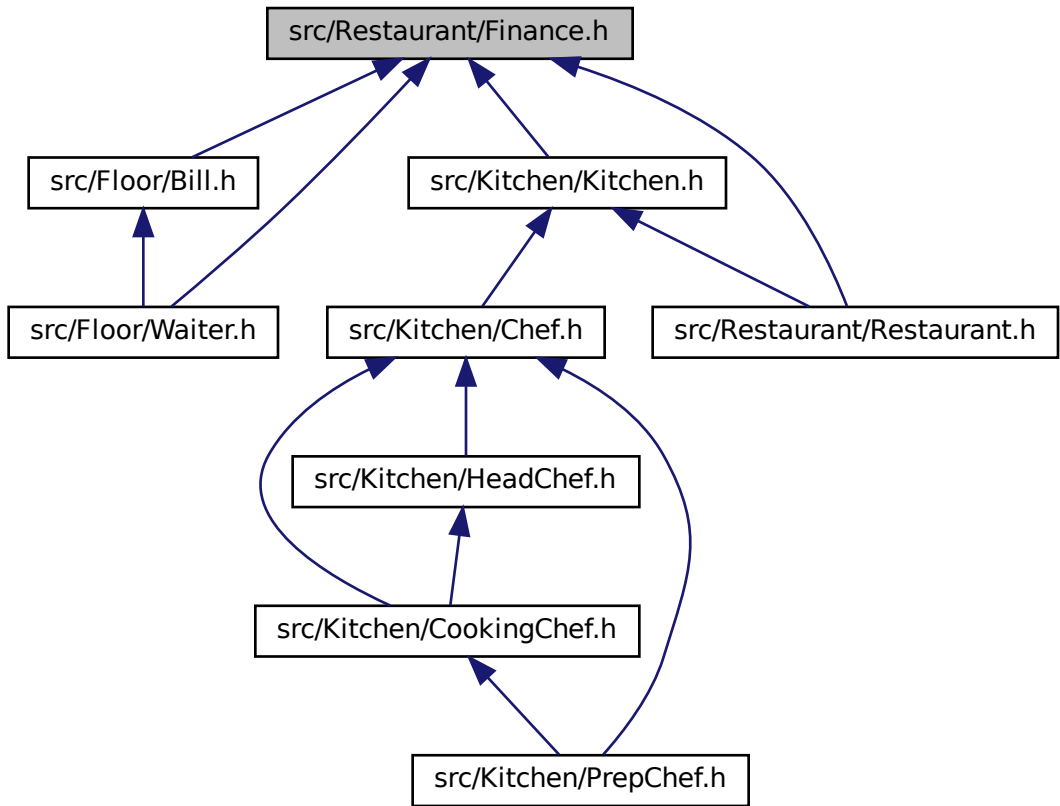 src/Restaurant/Finance.h
src/Floor/Bill.h
src/Kitchen/Kitchen.h
src/Floor/Waiter.h
src/Kitchen/Chef.h
src/Restaurant/Restaurant.h
src/Kitchen/HeadChef.h
src/Kitchen/CookingChef.h
src/Kitchen/PrepChef.h